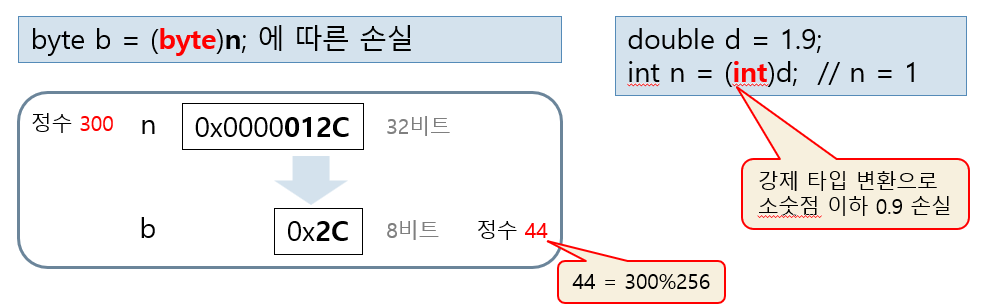 byte b = (byte)n; 에 따른 손실
정수 300
n
0x0000012C
32비트
b
0x2C
8비트
정수 44
44 = 300%256
double d = 1.9;
int n = (int)d; // n = 1
강제 타입 변환으로
소숫점 이하 0.9 손실